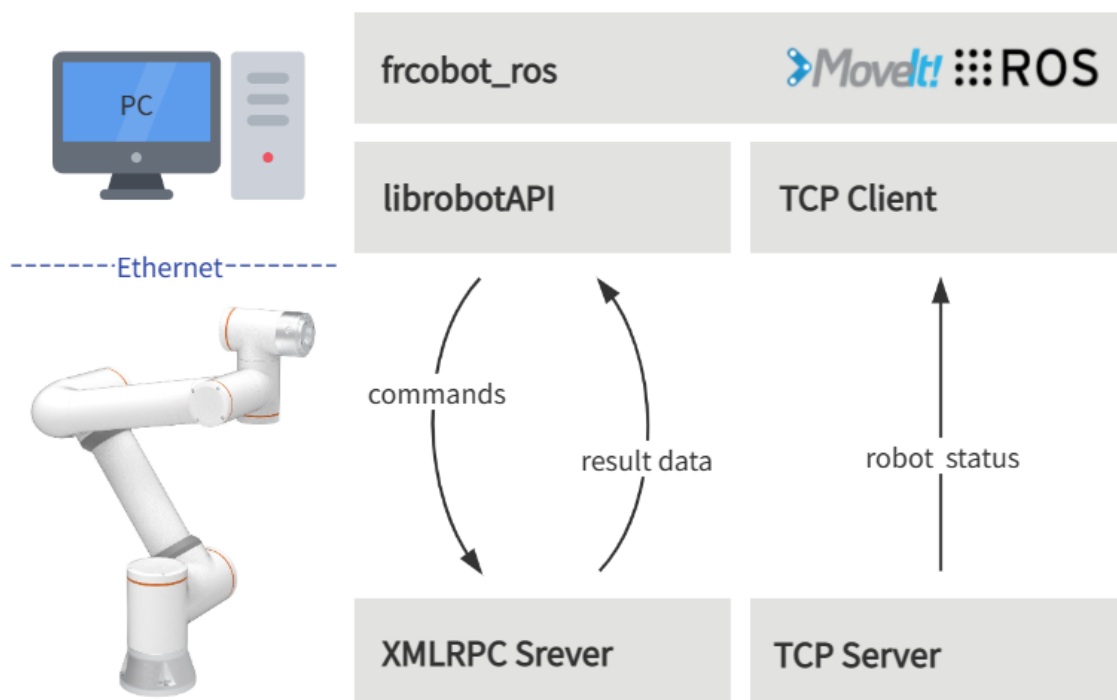 PC
frcobot_ros
MoveIt! ROS
librobotAPI
TCP Client
Ethernet
commands
result data
robot status
XMLRPC Srever
TCP Server